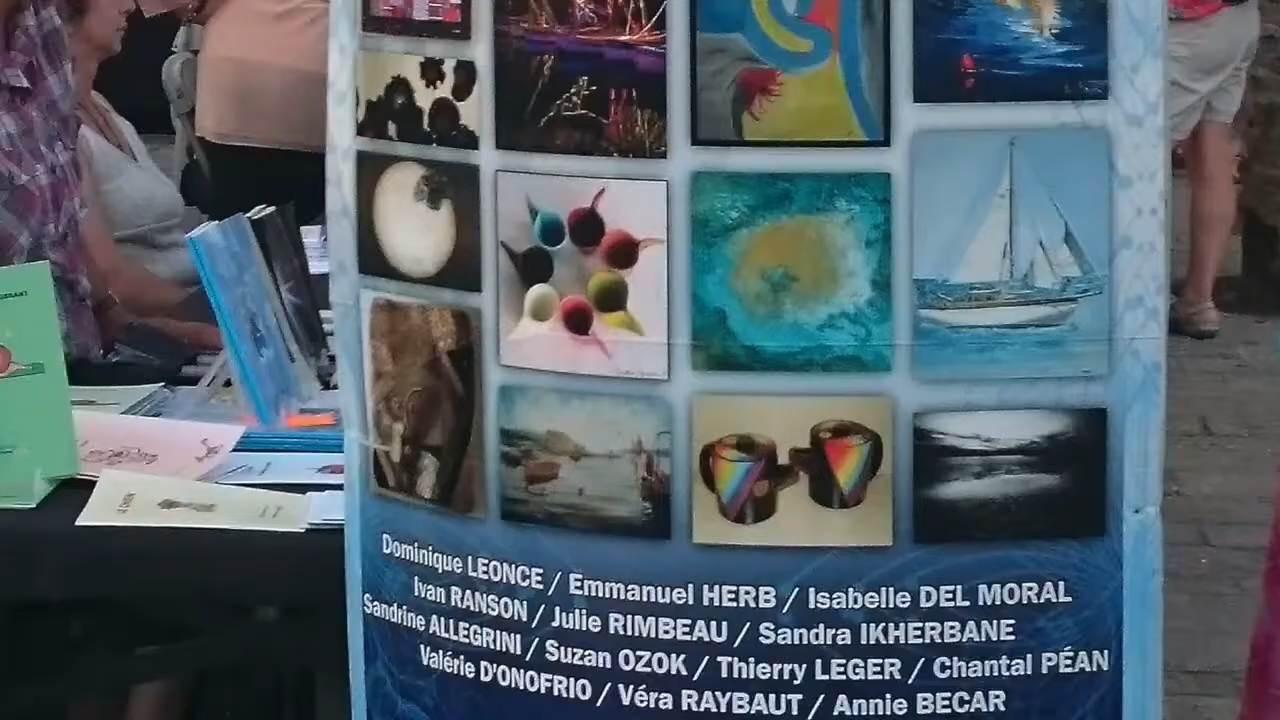 Dominique LEONCE / Emmanuel HERB / Isabelle DEL MORAL
Ivan RANSON / Julie RIMBEAU / Sandra IKHERBANE
Sandrine ALLEGRINI / Suzan OZOK / Thierry LEGER / Chantal PÉAN
Valérie D'ONOFRIO / Véra RAYBAUT / Annie BECAR